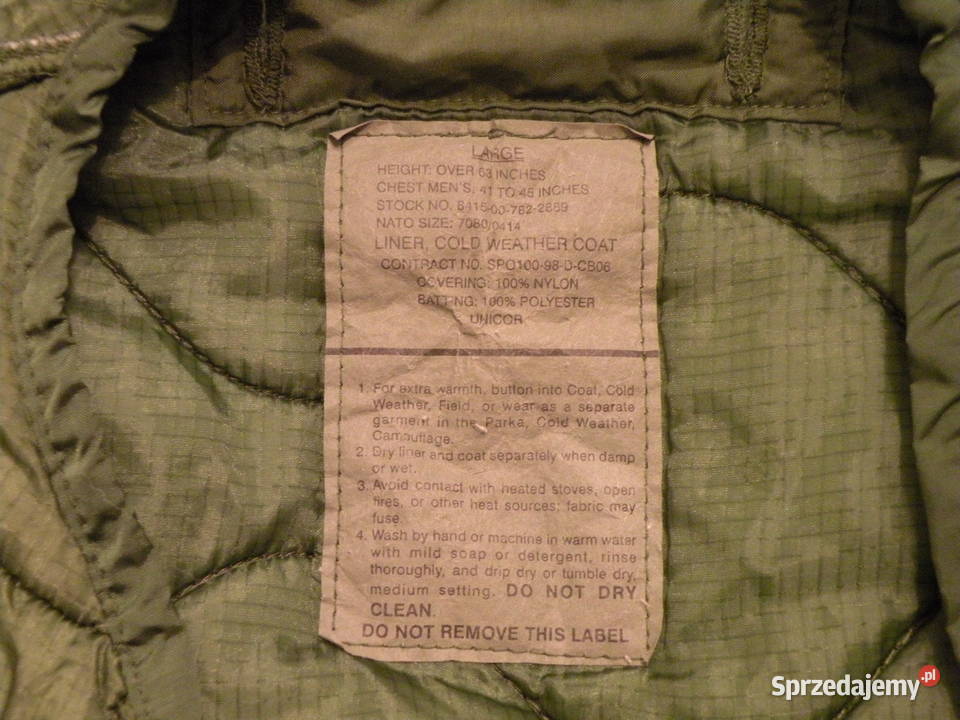 LARGE
HEIGHT: OVER 63 INCHES
CHEST MEN'S, 41 TO 45 INCHES
STOCK NO. 8415-00-782-2889
NATO SIZE: 7080/0414
LINER, COLD WEATHER COAT
CONTRACT NO. SPO100-98-D-CB06
COVERING: 100% NYLON
BATTING: 100% POLYESTER
UNICOR
1. For extra warmth, button into Coat, Cold
Weather, Field, or wear as a separate
garment in the Parka, Cold Weather,
Camouflage.
2. Dry liner and coat separately when damp
or wet.
3. Avoid contact with heated stoves, open
fires, or other heat sources; fabric may
fuse.
4. Wash by hand or machine in warm water
with mild soap or detergent, rinse
thoroughly, and drip dry or tumble dry,
medium setting. DO NOT DRY
CLEAN.
DO NOT REMOVE THIS LABEL
Sprzedajemy.pl